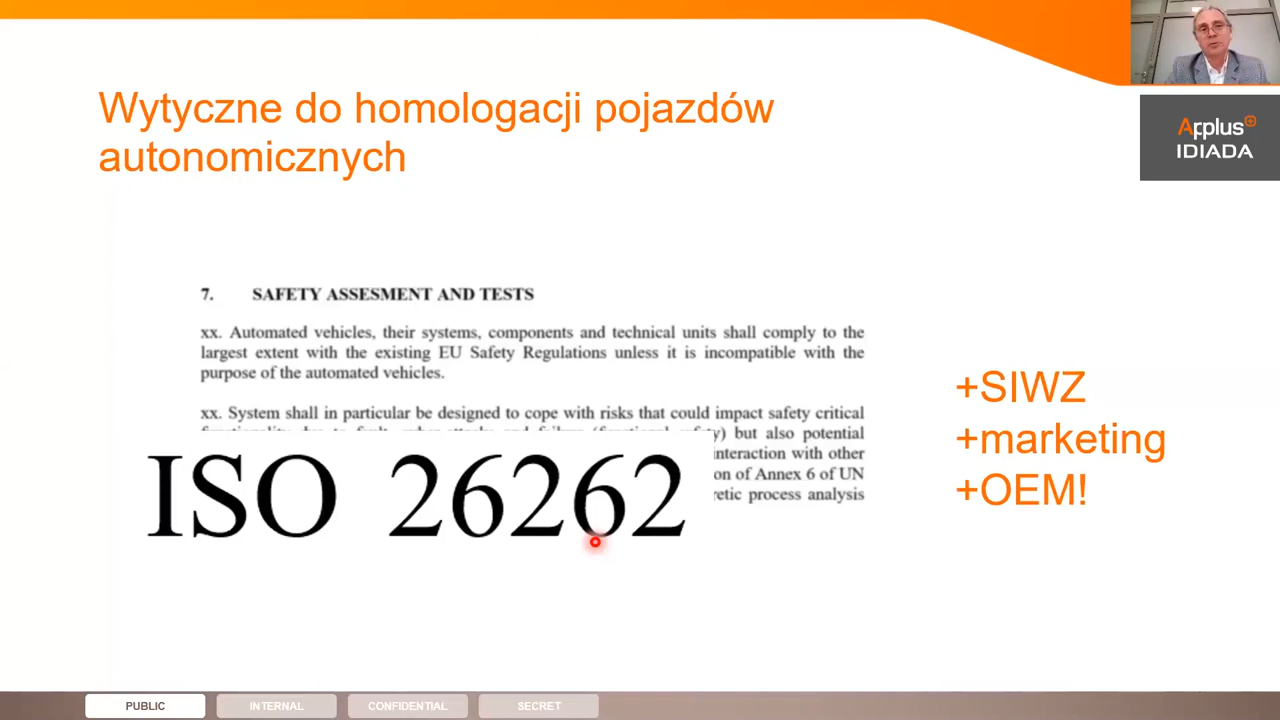 Wytyczne do homologacji pojazdów
autonomicznych
Applus+
IDIADA
7. SAFETY ASSESMENT AND TESTS
xx. Automated vehicles, their systems, components and technical units shall comply to the
largest extent with the existing EU Safety Regulations unless it is incompatible with the
purpose of the automated vehicles.
xx. System shall in particular be designed to cope with risks that could impact safety critical
but also potential
interaction with other
on of Annex 6 of UN
process analysis
ISO 26262
+SIWZ
+marketing
+OEM!
PUBLIC
INTERNAL
CONFIDENTIAL
SECRET